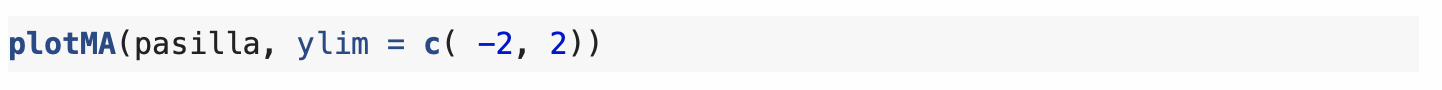 plotMA(pasilla, ylim = c( -2, 2))